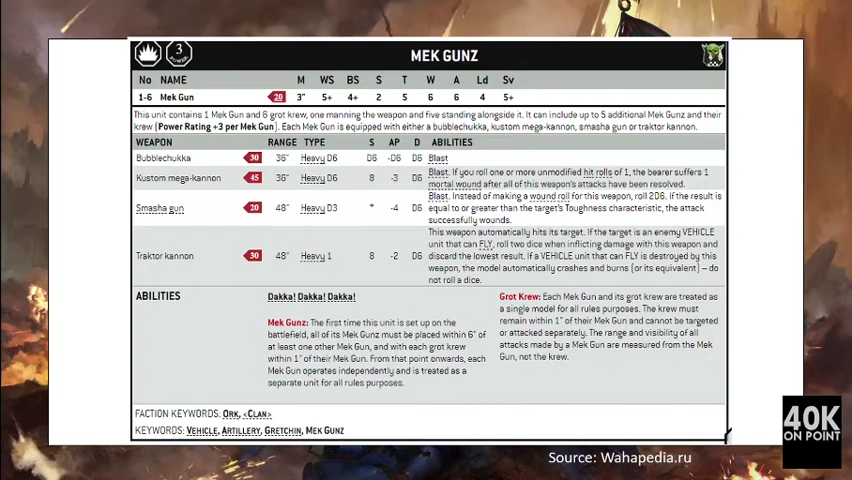 3
POWER
MEK GUNZ
No NAME M WS BS S T W A Ld Sv
1-6 Mek Gun 20 3" 5+ 4+ 2 5 6 6 4 5+
This unit contains 1 Mek Gun and 6 grot krew, one manning the weapon and five standing alongside it. It can include up to 5 additional Mek Gunz and their
krew (Power Rating +3 per Mek Gun). Each Mek Gun is equipped with either a bubblechukka, kustom mega-kannon, smasha gun or traktor kannon.
WEAPON RANGE TYPE S AP D ABILITIES
Bubblechukka 30 36" Heavy D6 D6 -D6 D6 Blast
Kustom mega-kannon 45 36" Heavy D6 8 -3 D6 Blast. If you roll one or more unmodified hit rolls of 1, the bearer suffers 1
mortal wound after all of this weapon's attacks have been resolved.
Smasha gun 20 48" Heavy D3 * -4 D6 Blast. Instead of making a wound roll for this weapon, roll 2D6. If the result is
equal to or greater than the target's Toughness characteristic, the attack
successfully wounds.
Traktor kannon 30 48" Heavy 1 8 -2 D6 This weapon automatically hits its target. If the target is an enemy VEHICLE
unit that can FLY, roll two dice when inflicting damage with this weapon and
discard the lowest result. If a VEHICLE unit that can FLY is destroyed by this
weapon, the model automatically crashes and burns (or its equivalent) – do
not roll a dice.
ABILITIES
Dakka! Dakka! Dakka!
Mek Gunz: The first time this unit is set up on the
battlefield, all of its Mek Gunz must be placed within 6" of
at least one other Mek Gun, and with each grot krew
within 1" of their Mek Gun. From that point onwards, each
Mek Gun operates independently and is treated as a
separate unit for all rules purposes.
Grot Krew: Each Mek Gun and its grot krew are treated as
a single model for all rules purposes. The krew must
remain within 1" of their Mek Gun and cannot be targeted
or attacked separately. The range and visibility of all
attacks made by a Mek Gun are measured from the Mek
Gun, not the krew.
FACTION KEYWORDS: ORK, <CLAN>
KEYWORDS: VEHICLE, ARTILLERY, GRETCHIN, MEK GUNZ
Source: Wahapedia.ru
40K
ON POINT